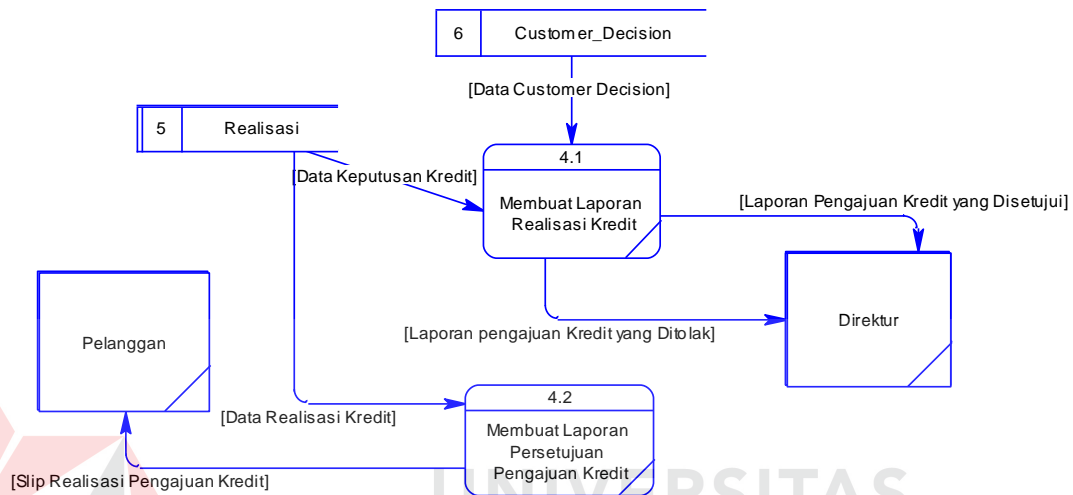 6 Customer_Decision
[Data Customer Decision]
5 Realisasi
4.1
[Data Keputusan Kredit]
Membuat Laporan
Realisasi Kredit
[Laporan Pengajuan Kredit yang Disetujui]
Direktur
[Laporan pengajuan Kredit yang Ditolak]
Pelanggan
4.2
[Data Realisasi Kredit]
Membuat Laporan
Persetujuan
Pengajuan Kredit
[Slip Realisasi Pengajuan Kredit]
UNIVERSITAS